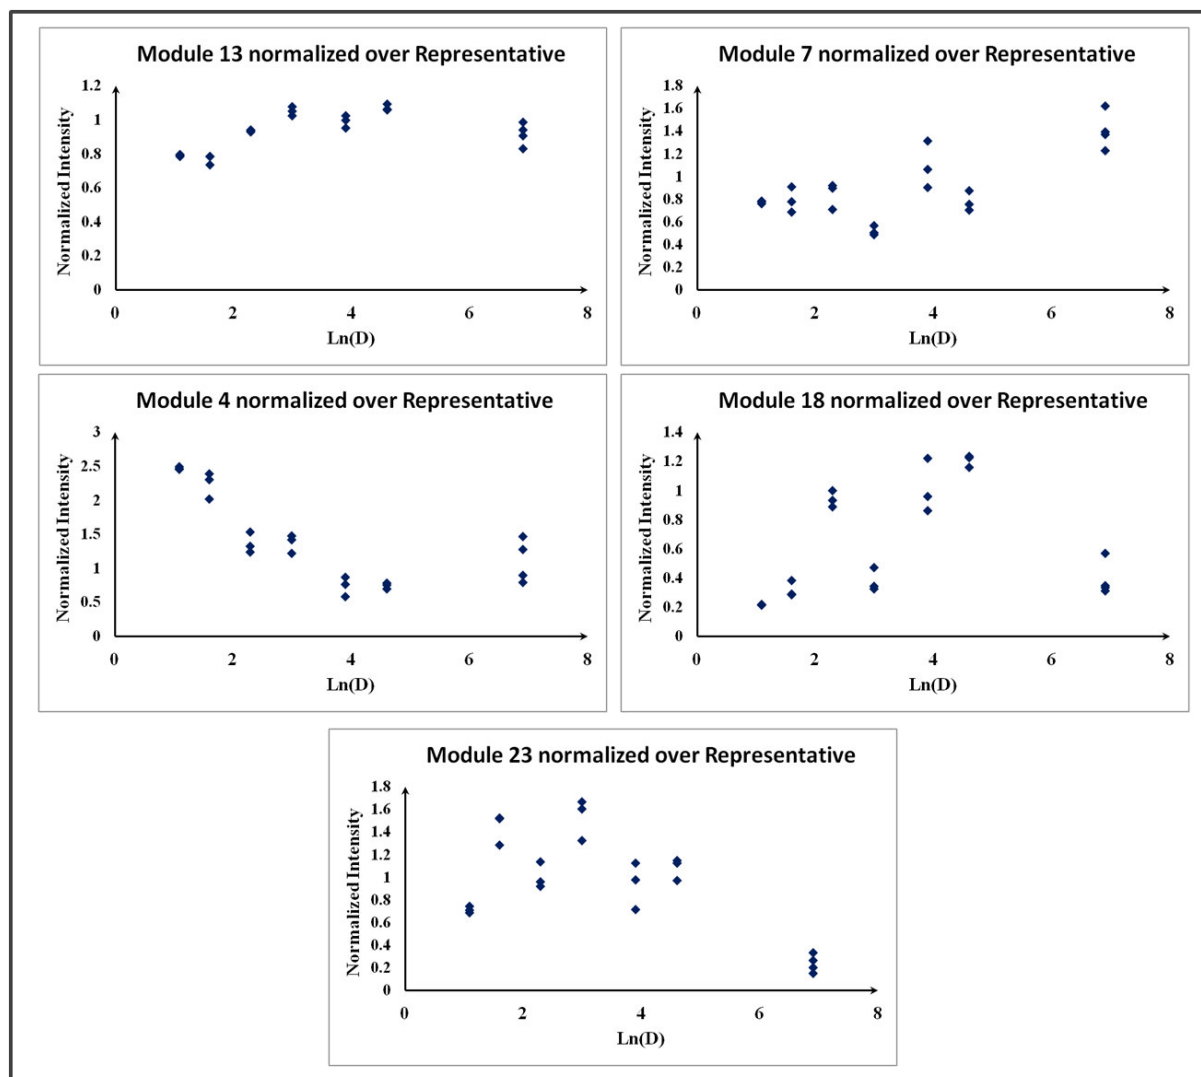 Module 13 normalized over Representative
Normalized Intensity
1.2
1
0.8
0.6
0.4
0.2
0
0 2 4 6 8
Ln(D)
Module 7 normalized over Representative
Normalized Intensity
1.8
1.6
1.4
1.2
1
0.8
0.6
0.4
0.2
0
0 2 4 6 8
Ln(D)
Module 4 normalized over Representative
Normalized Intensity
3
2.5
2
1.5
1
0.5
0
0 2 4 6 8
Ln(D)
Module 18 normalized over Representative
Normalized Intensity
1.4
1.2
1
0.8
0.6
0.4
0.2
0
0 2 4 6 8
Ln(D)
Module 23 normalized over Representative
Normalized Intensity
1.8
1.6
1.4
1.2
1
0.8
0.6
0.4
0.2
0
0 2 4 6 8
Ln(D)